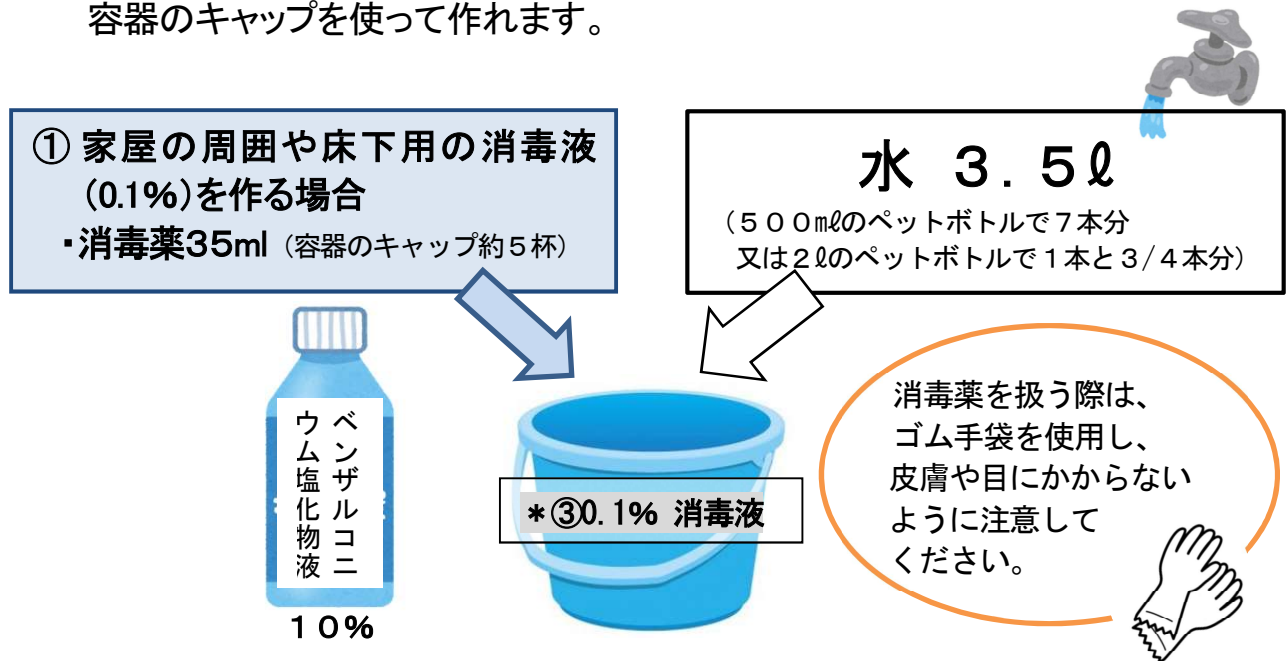 容器のキャップを使って作れます。
① 家屋の周囲や床下用の消毒液
(0.1%)を作る場合
・消毒薬35ml（容器のキャップ約５杯）
水 ３．５ℓ
（５００㎖のペットボトルで７本分
又は２ℓのペットボトルで１本と３/４本分）
ベンザルコニ
ウム塩化物液
１０%
*③0.1% 消毒液
消毒薬を扱う際は、
ゴム手袋を使用し、
皮膚や目にかからない
ように注意して
ください。